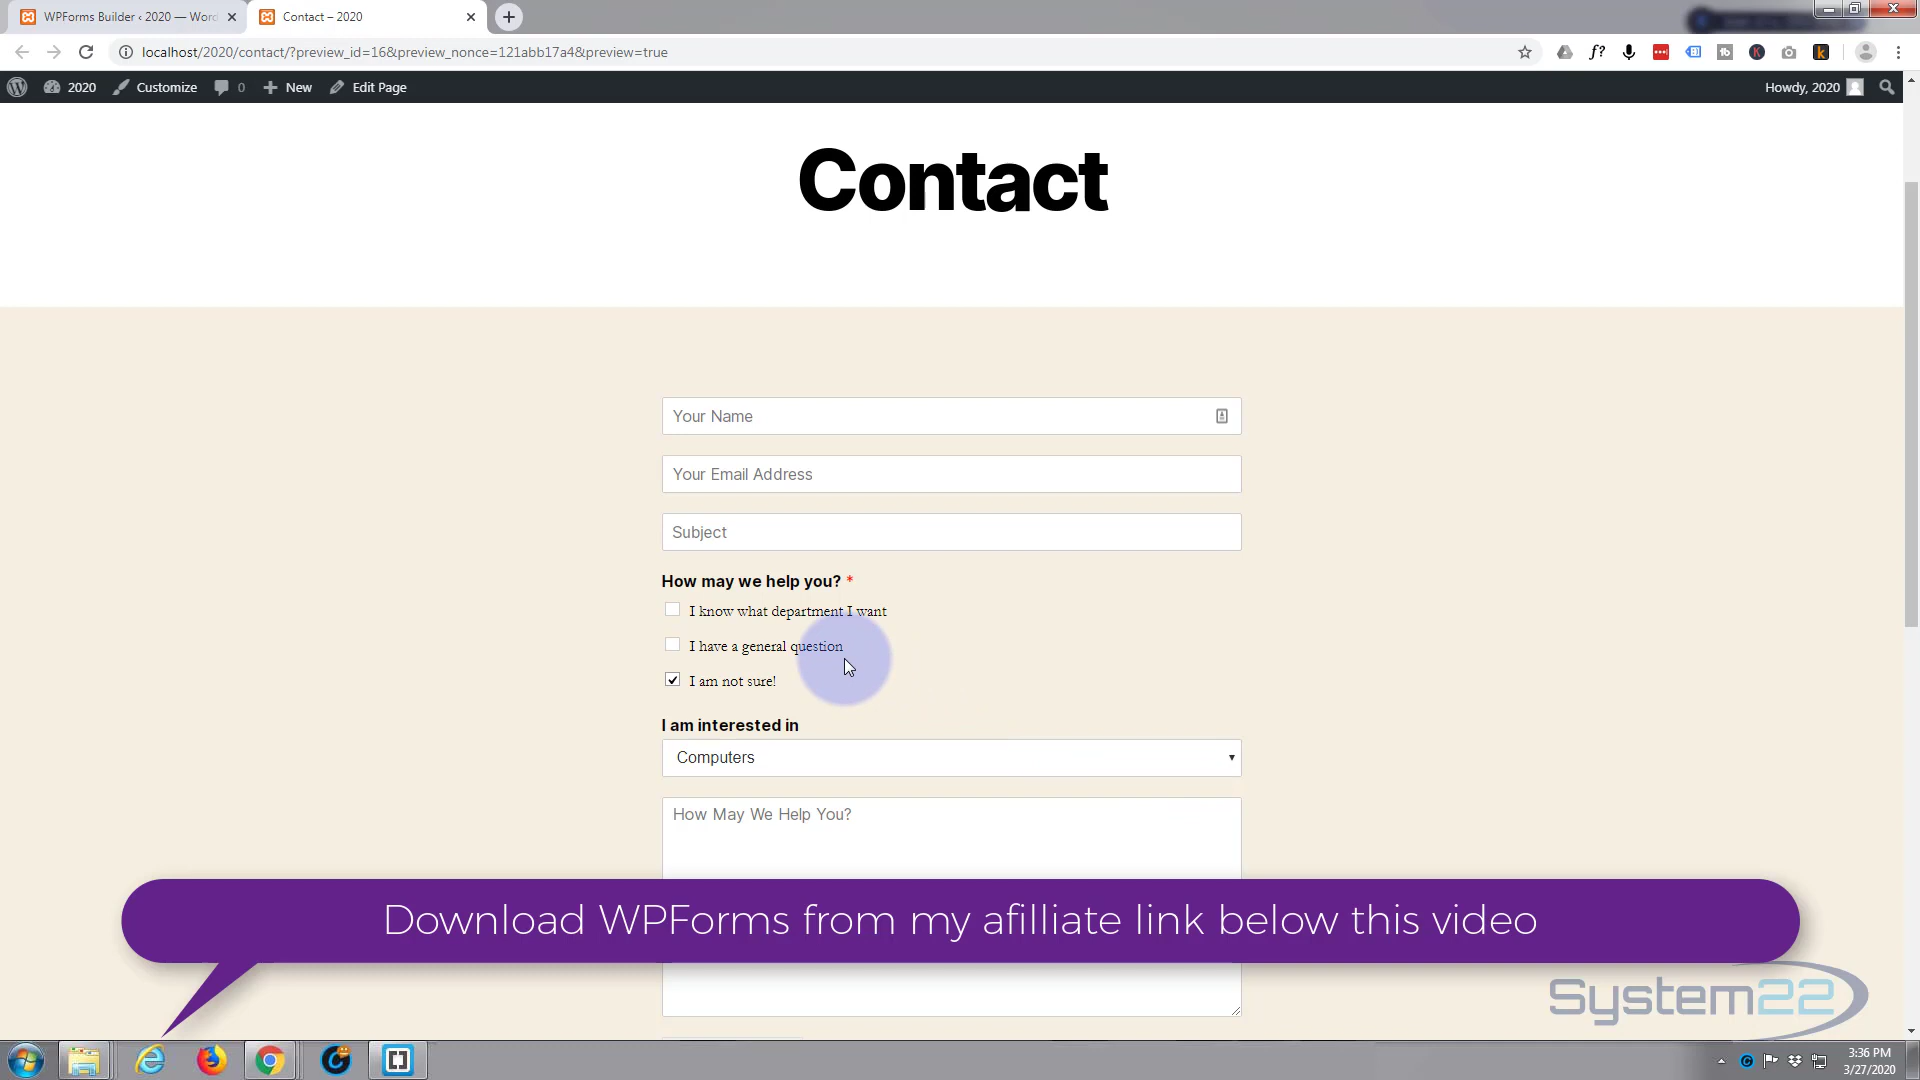 WPForms Builder ‹ 2020 — Word
Contact – 2020
localhost/2020/contact/?preview_id=16&preview_nonce=121abb17a4&preview=true
2020
Customize
0
New
Edit Page
Howdy, 2020
Contact
Your Name
Your Email Address
Subject
How may we help you? *
I know what department I want
I have a general question
I am not sure!
I am interested in
Computers
How May We Help You?
Download WPForms from my afilliate link below this video
System22
3:36 PM
3/27/2020